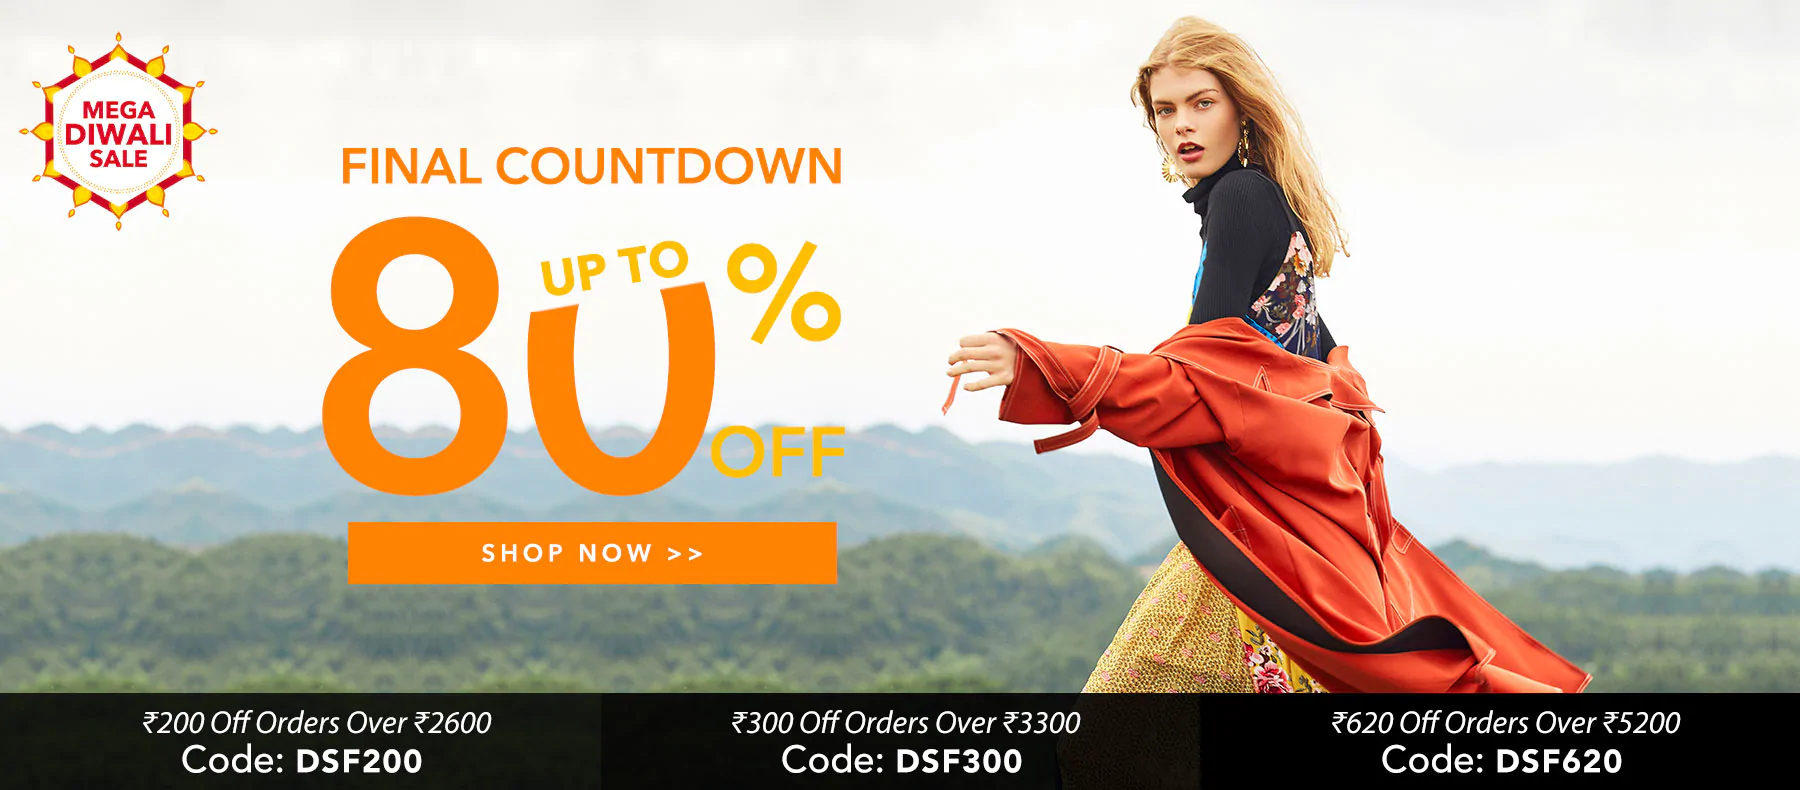 MEGA
DIWALI
SALE
FINAL COUNTDOWN
UP TO
80%
OFF
SHOP NOW >>
₹200 Off Orders Over ₹2600
Code: DSF200
₹300 Off Orders Over ₹3300
Code: DSF300
₹620 Off Orders Over ₹5200
Code: DSF620